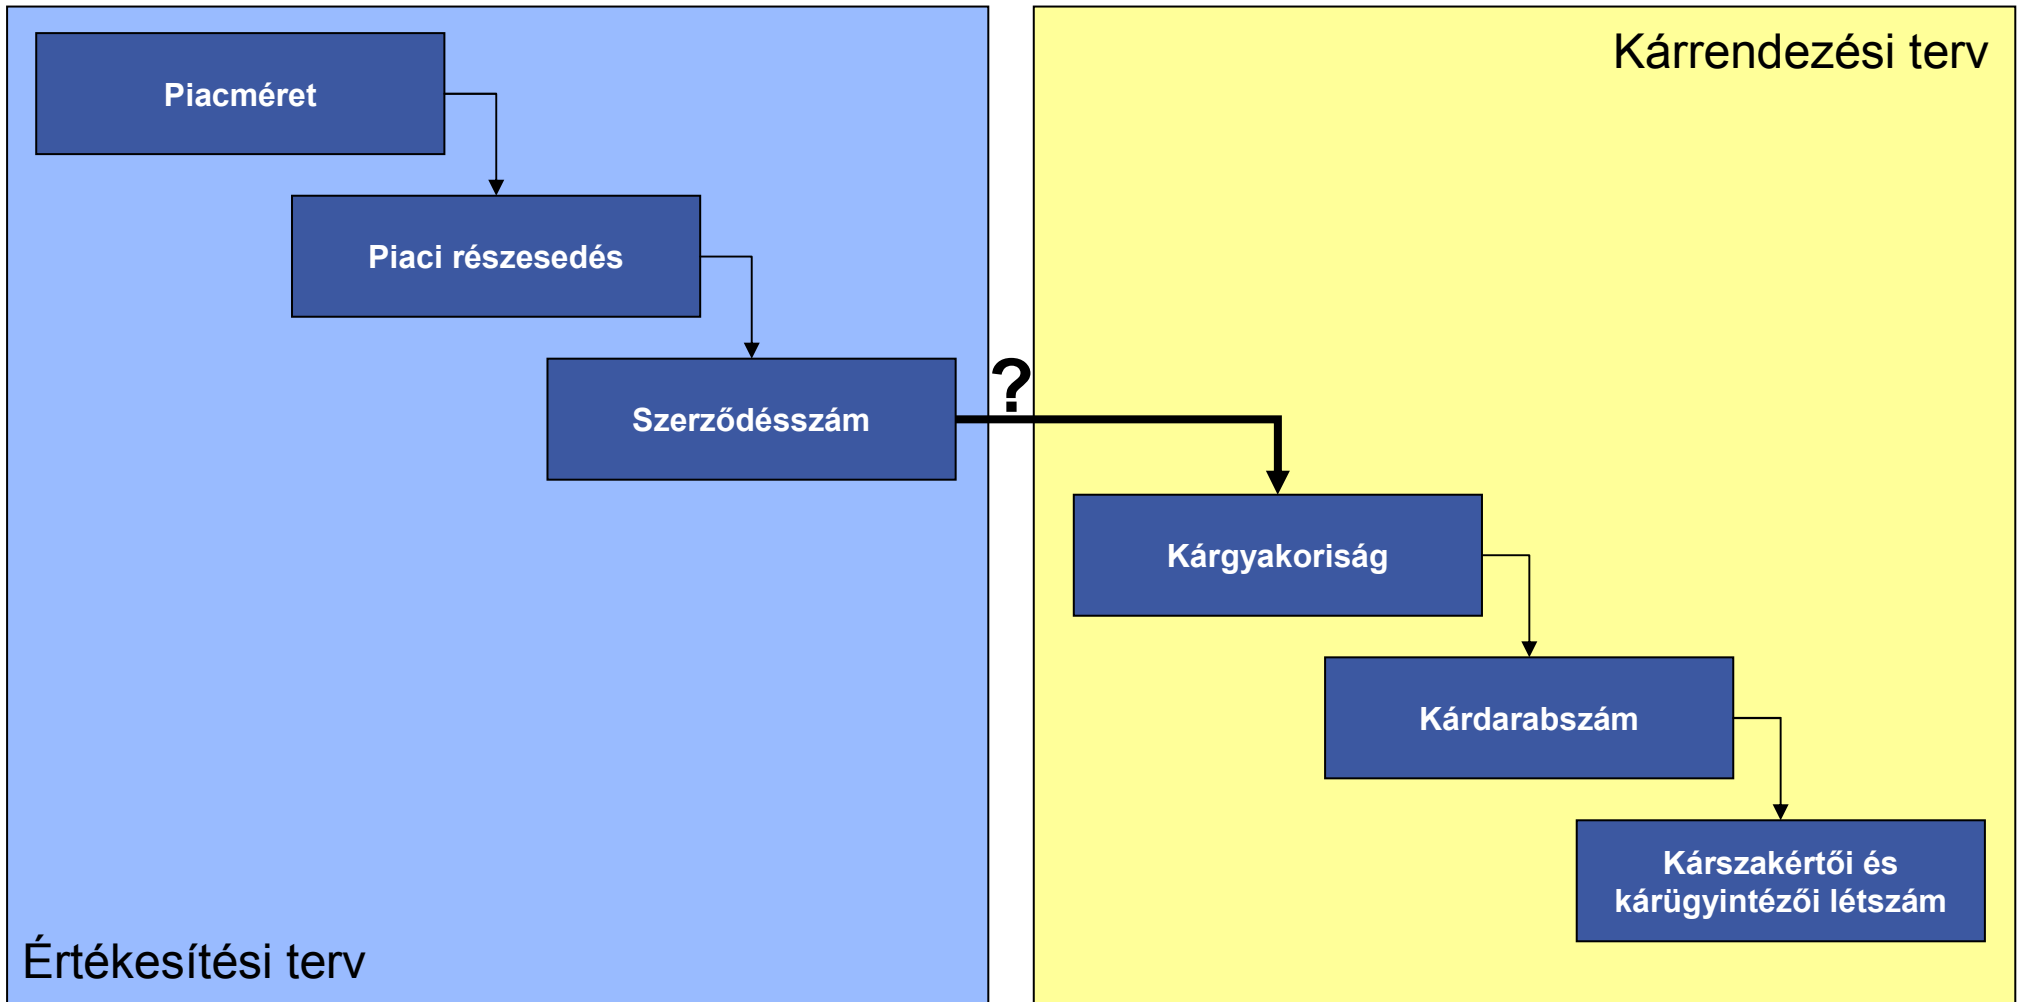 Kárrendezési terv
Piacméret
Piaci részesedés
?
Szerződésszám
Kárgyakoriság
Kárdarabszám
Kárszakértői és
kárügyintézői létszám
Értékesítési terv